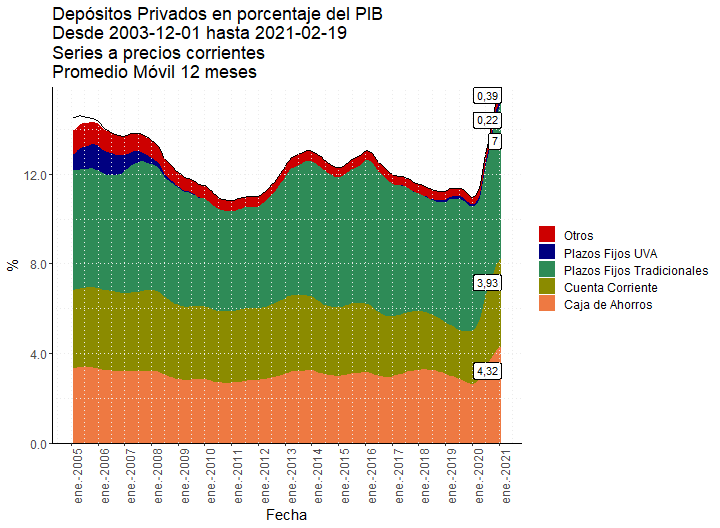 Depósitos Privados en porcentaje del PIB
Desde 2003-12-01 hasta 2021-02-19
Series a precios corrientes
Promedio Móvil 12 meses
0,39
0,22
7
3,93
4,32
12.0
8.0
4.0
0.0
%
ene.-2005
ene.-2006
ene.-2007
ene.-2008
ene.-2009
ene.-2010
ene.-2011
ene.-2012
ene.-2013
ene.-2014
ene.-2015
ene.-2016
ene.-2017
ene.-2018
ene.-2019
ene.-2020
ene.-2021
Fecha
Otros
Plazos Fijos UVA
Plazos Fijos Tradicionales
Cuenta Corriente
Caja de Ahorros